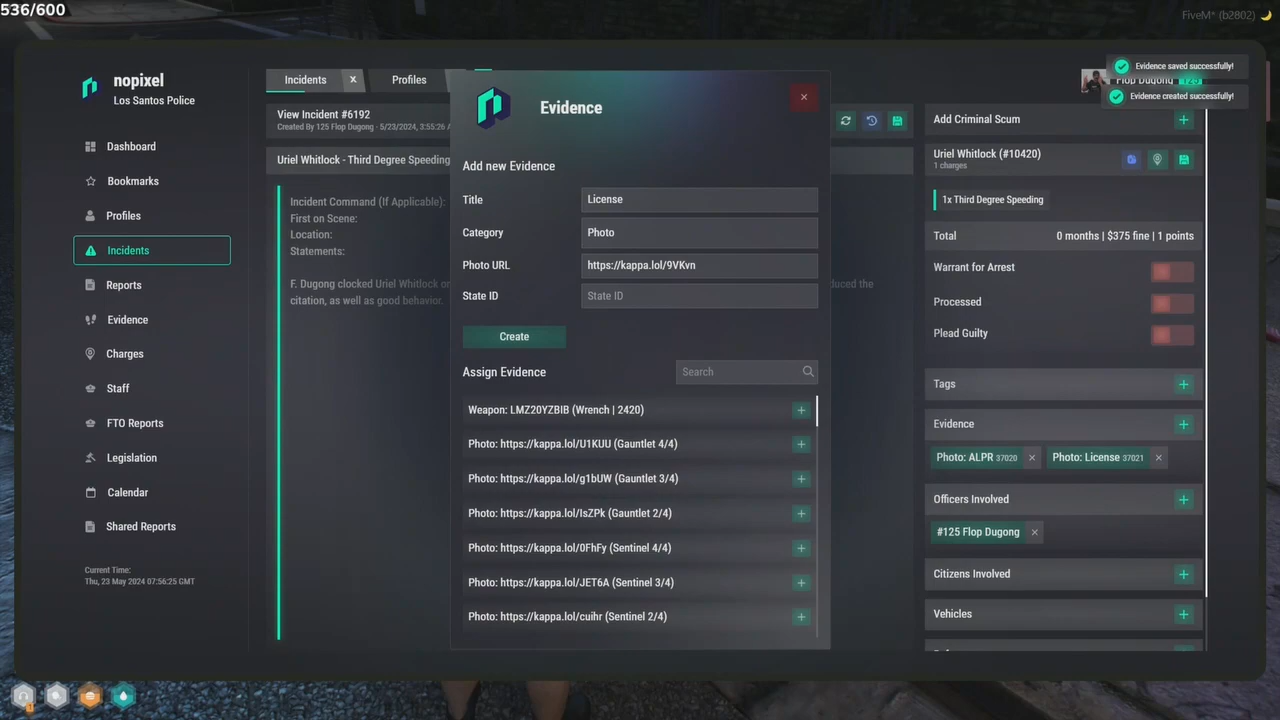 536/600
FiveM* (b2802)
nopixel
Los Santos Police
Dashboard
Bookmarks
Profiles
Incidents
Reports
Evidence
Charges
Staff
FTO Reports
Legislation
Calendar
Shared Reports
Current Time:
Thu, 23 May 2024 07:56:25 GMT
Incidents x
Profiles
View Incident #6192
Created By 125 Flop Dugong · 5/23/2024, 3:55:26 A
Uriel Whitlock - Third Degree Speeding
Incident Command (If Applicable):
First on Scene:
Location:
Statements:
F. Dugong clocked Uriel Whitlock
citation, as well as good behavior.
duced the
Evidence
Add new Evidence
Title License
Category Photo
Photo URL https://kappa.lol/9VKvn
State ID State ID
Create
Assign Evidence Search
Weapon: LMZ20YZBIB (Wrench | 2420)
Photo: https://kappa.lol/U1KUU (Gauntlet 4/4)
Photo: https://kappa.lol/g1bUW (Gauntlet 3/4)
Photo: https://kappa.lol/IsZPk (Gauntlet 2/4)
Photo: https://kappa.lol/0FhFy (Sentinel 4/4)
Photo: https://kappa.lol/JET6A (Sentinel 3/4)
Photo: https://kappa.lol/cuihr (Sentinel 2/4)
Evidence saved successfully!
Flop Dugong 125
Evidence created successfully!
Add Criminal Scum
Uriel Whitlock (#10420)
1 charges
1x Third Degree Speeding
Total 0 months | $375 fine | 1 points
Warrant for Arrest
Processed
Plead Guilty
Tags
Evidence
Photo: ALPR 37020 × Photo: License 37021 ×
Officers Involved
#125 Flop Dugong ×
Citizens Involved
Vehicles